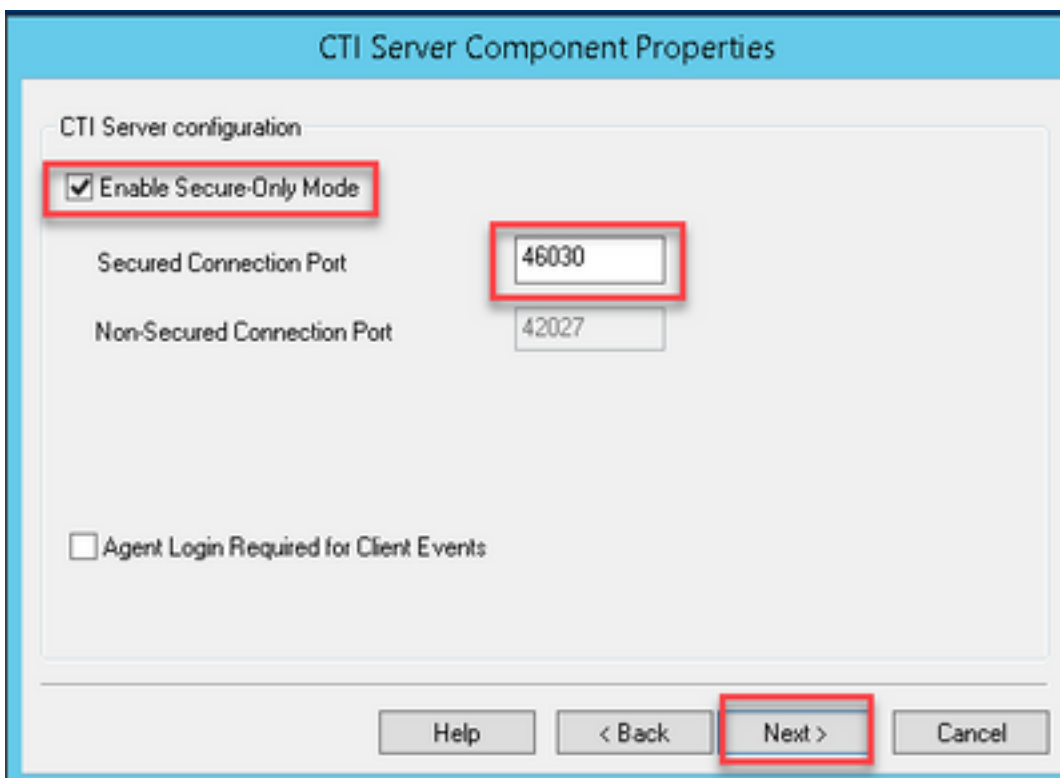 CTI Server Component Properties
CTI Server configuration
Enable Secure-Only Mode
Secured Connection Port 46030
Non-Secured Connection Port 42027
Agent Login Required for Client Events
Help < Back Next > Cancel